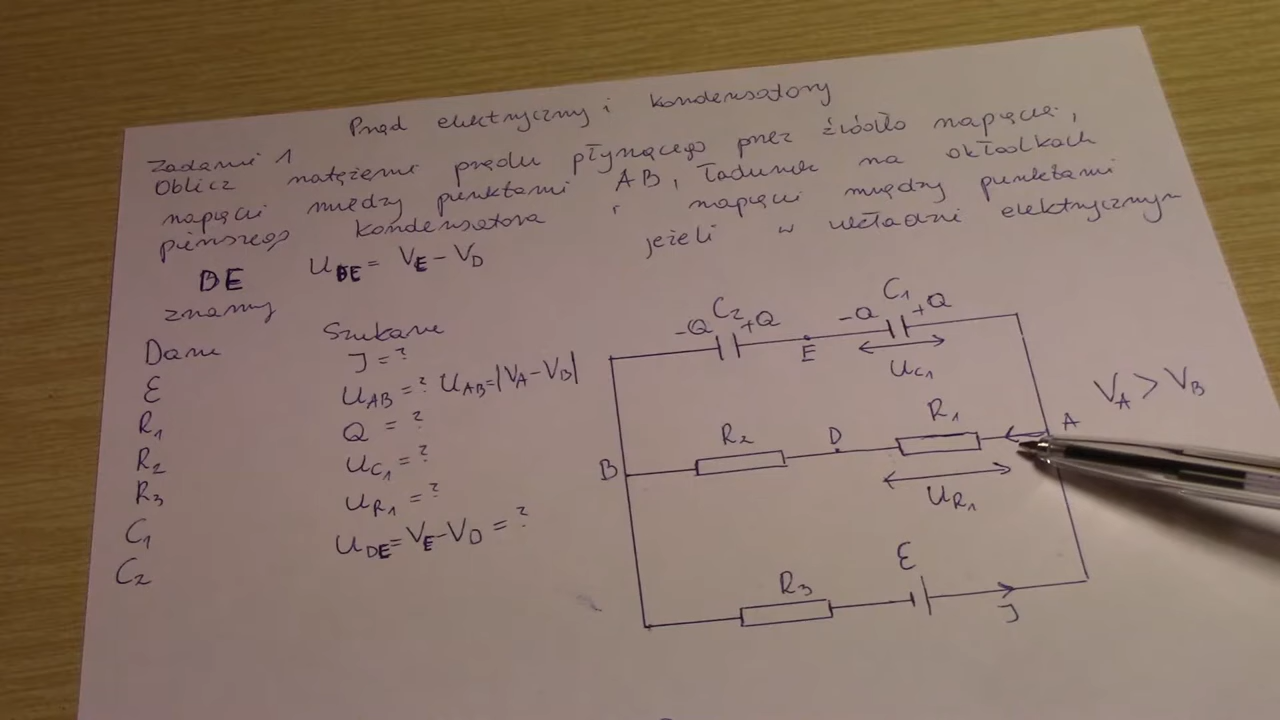 Prąd elektryczny i kondensatory
Zadanie 1
Oblicz natężenie prądu płynącego przez źródło napięcia,
napięcie między punktami AB, ładunek na okładkach
pierwszego kondensatora i napięcie między punktami
BE U_DE = V_E - V_D jeżeli w układzie elektrycznym
znamy
Dane
ε
R1
R2
R3
C1
C2
Szukane
J = ?
U_AB = ? U_AB = |V_A - V_B|
Q = ?
U_C1 = ?
U_R1 = ?
U_DE = V_E - V_D = ?
-Q C2 +Q
-Q C1 +Q
E
U_C1
R2
D
R1
A
V_A > V_B
B
U_R1
R3
ε
J